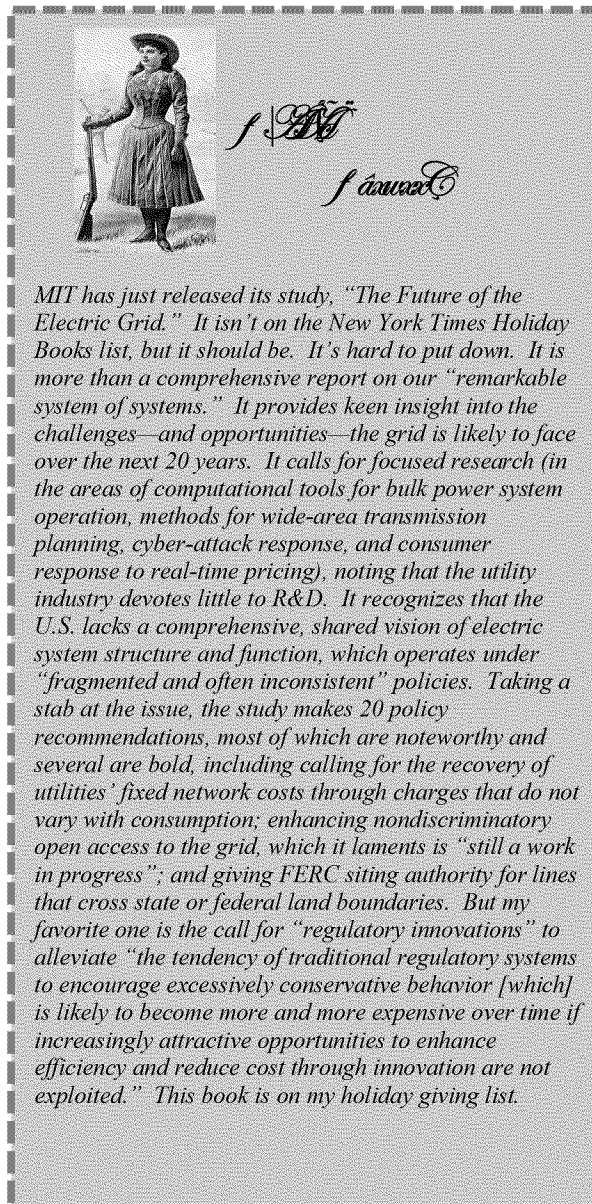 MIT has just released its study, “The Future of the
Electric Grid.”  It isn’t on the New York Times Holiday
Books list, but it should be.  It’s hard to put down.  It is
more than a comprehensive report on our “remarkable
system of systems.”  It provides keen insight into the
challenges—and opportunities—the grid is likely to face
over the next 20 years.  It calls for focused research (in
the areas of computational tools for bulk power system
operation, methods for wide-area transmission
planning, cyber-attack response, and consumer
response to real-time pricing), noting that the utility
industry devotes little to R&D.  It recognizes that the
U.S. lacks a comprehensive, shared vision of electric
system structure and function, which operates under
“fragmented and often inconsistent” policies.  Taking a
stab at the issue, the study makes 20 policy
recommendations, most of which are noteworthy and
several are bold, including calling for the recovery of
utilities’ fixed network costs through charges that do not
vary with consumption; enhancing nondiscriminatory
open access to the grid, which it laments is “still a work
in progress”; and giving FERC siting authority for lines
that cross state or federal land boundaries.  But my
favorite one is the call for “regulatory innovations” to
alleviate “the tendency of traditional regulatory systems
to encourage excessively conservative behavior [which]
is likely to become more and more expensive over time if
increasingly attractive opportunities to enhance
efficiency and reduce cost through innovation are not
exploited.”  This book is on my holiday giving list.